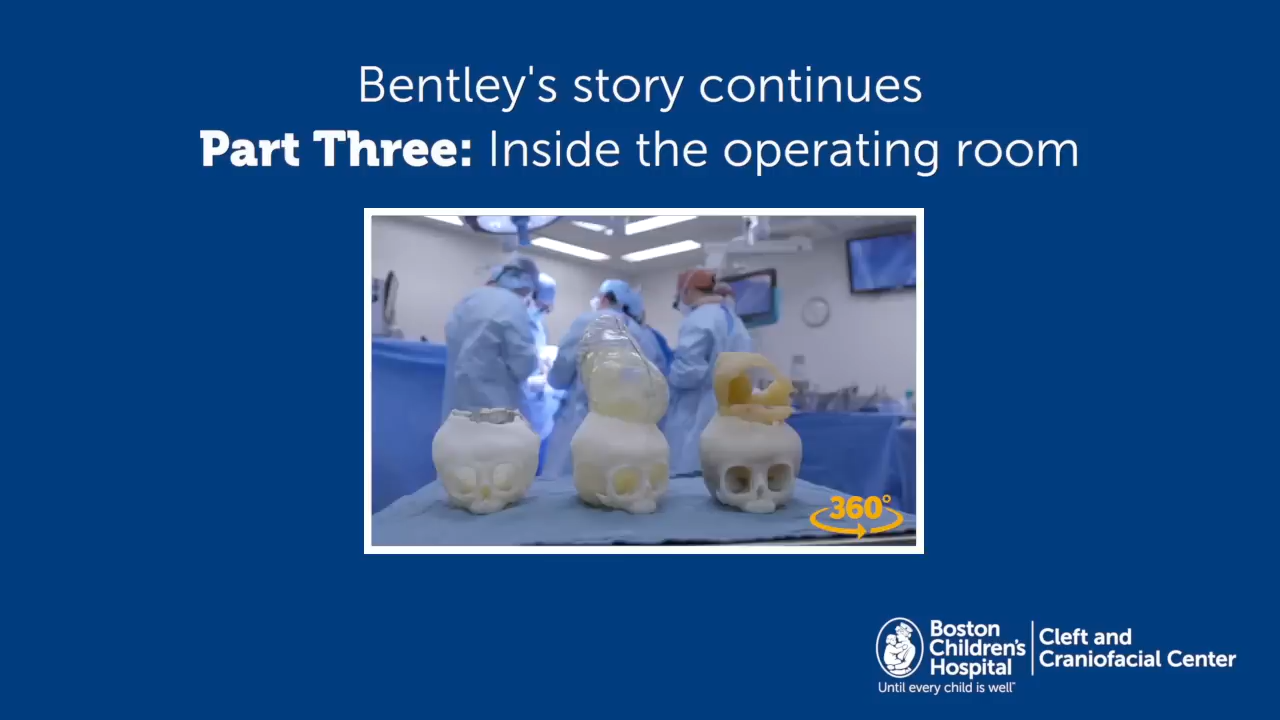 Bentley's story continues
Part Three: Inside the operating room
360°
Boston
Children's
Hospital
Until every child is well™
Cleft and
Craniofacial Center